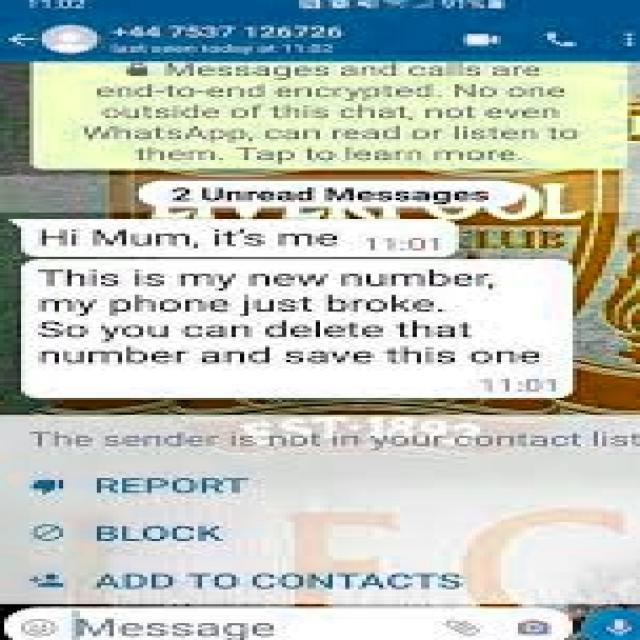 11:02
91%
+44 7537 126726
last seen today at 11:02
Messages and calls are
end-to-end encrypted. No one
outside of this chat, not even
WhatsApp, can read or listen to
them. Tap to learn more.
2 Unread Messages
Hi Mum, it's me 11:01
This is my new number,
my phone just broke.
So you can delete that
number and save this one
11:01
EST·1892
The sender is not in your contact list
REPORT
BLOCK
ADD TO CONTACTS
F C
Message